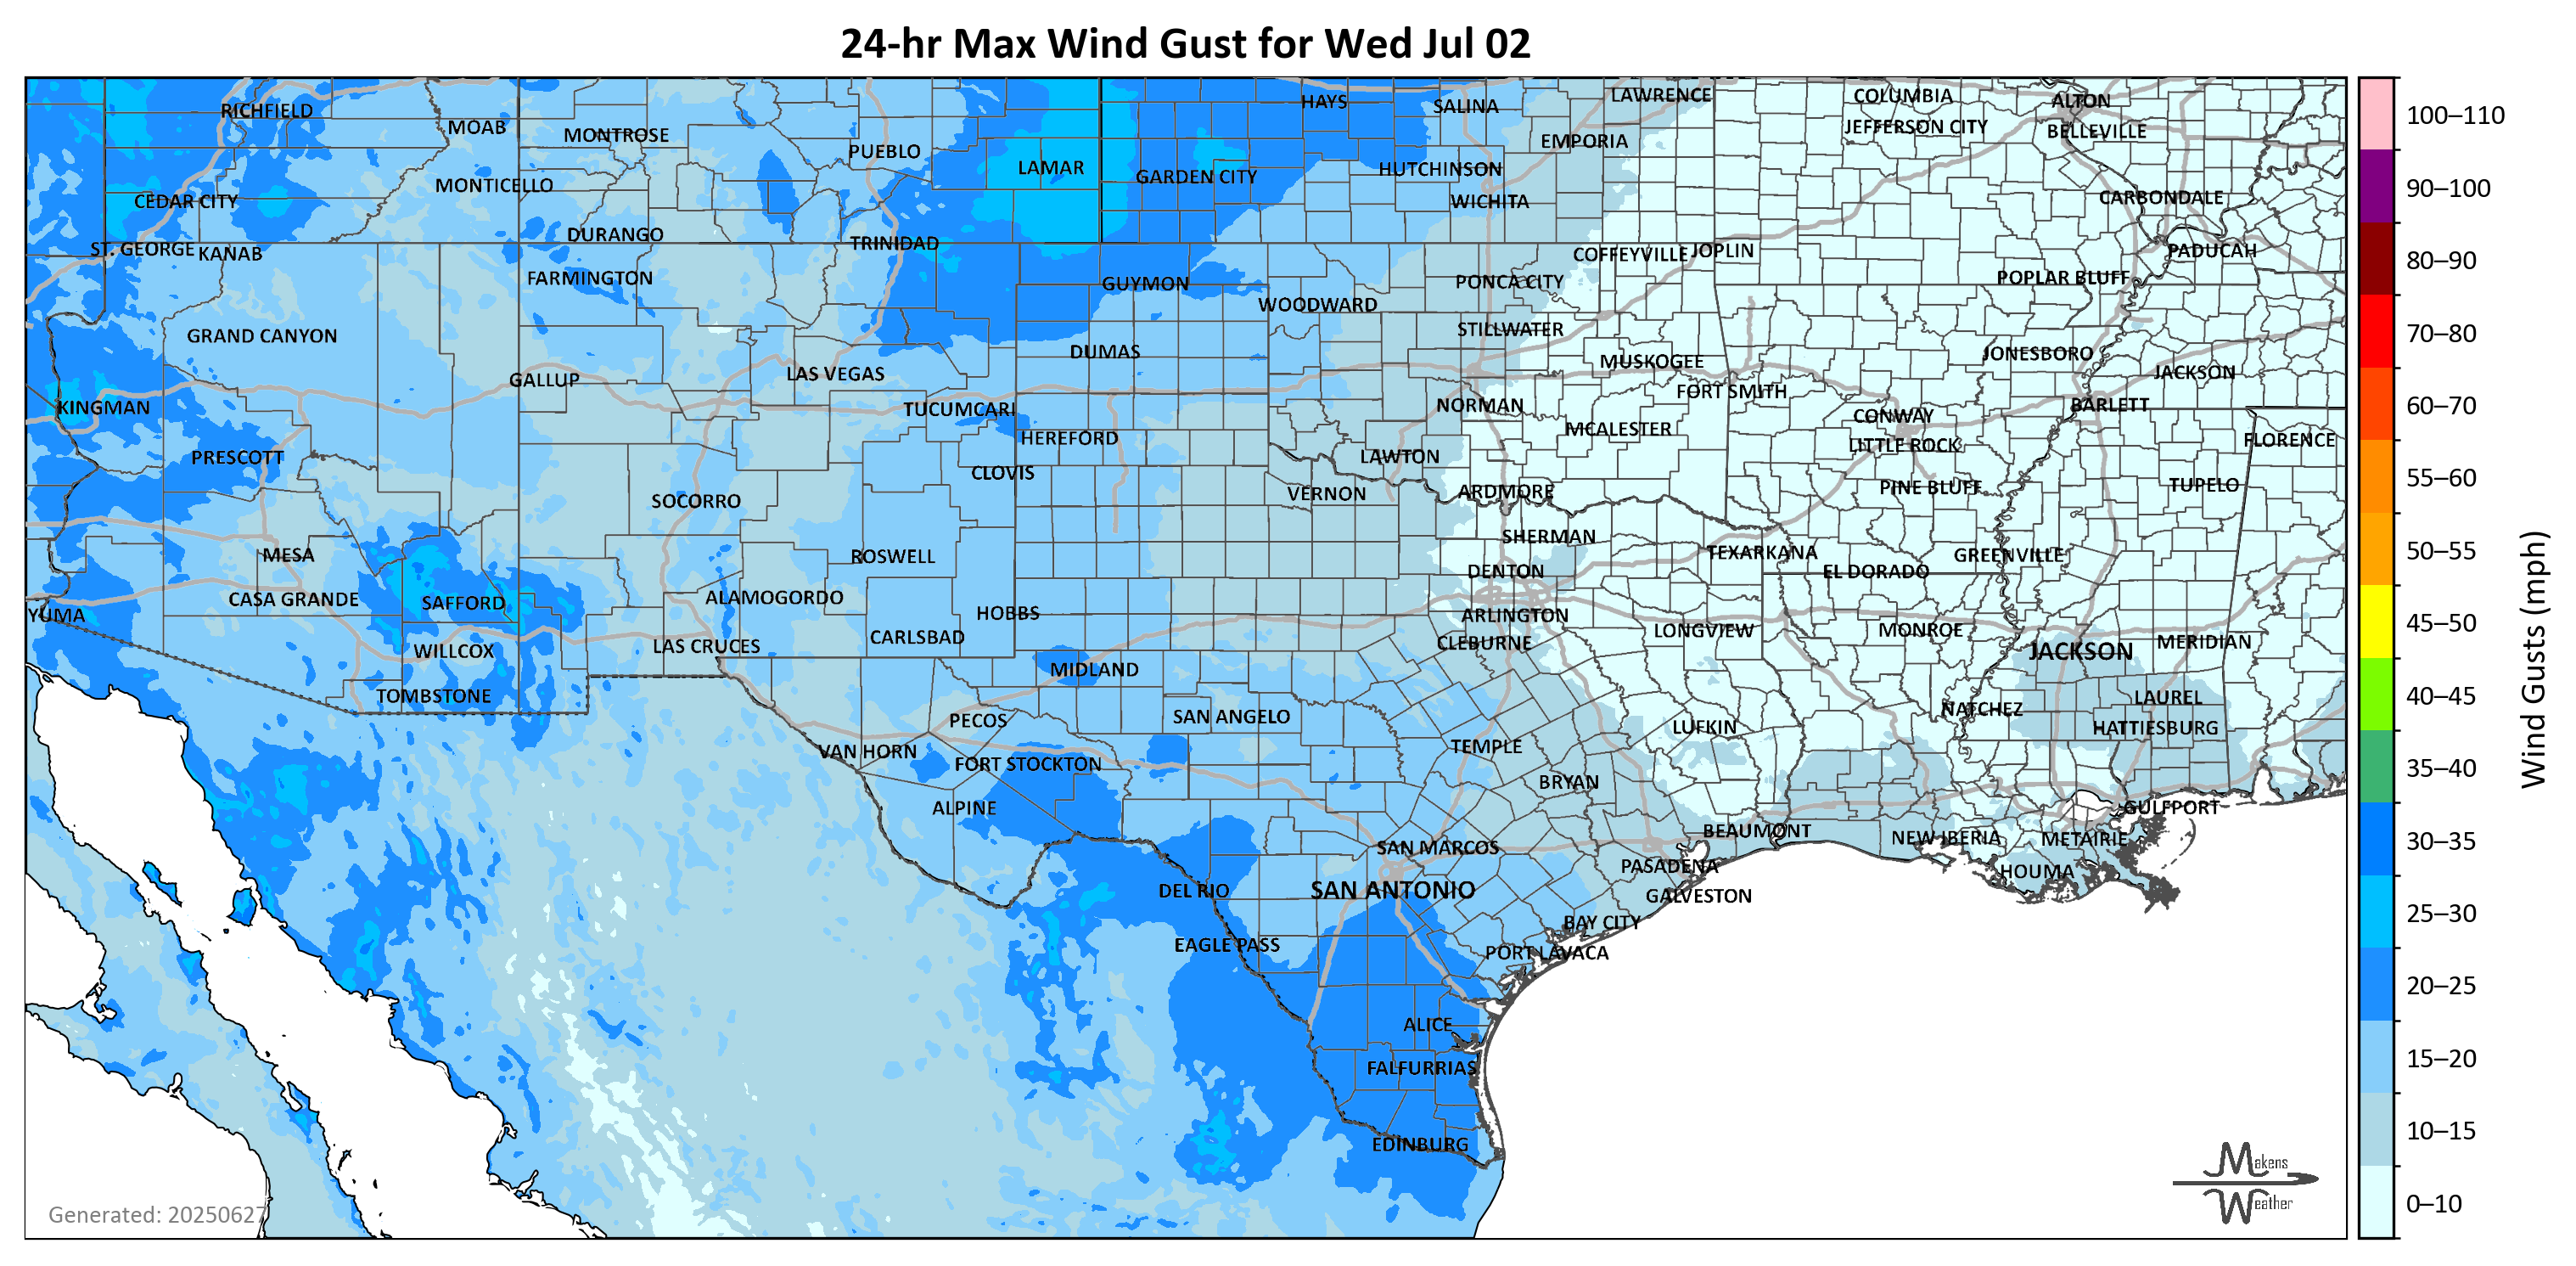 24-hr Max Wind Gust for Wed Jul 02
RICHFIELD
MOAB
MONTROSE
PUEBLO
LAMAR
HAYS
SALINA
LAWRENCE
COLUMBIA
ALTON
EMPORIA
JEFFERSON CITY
BELLEVILLE
CEDAR CITY
MONTICELLO
GARDEN CITY
HUTCHINSON
WICHITA
CARBONDALE
ST. GEORGE
KANAB
DURANGO
TRINIDAD
COFFEYVILLE
JOPLIN
PADUCAH
FARMINGTON
GUYMON
PONCA CITY
POPLAR BLUFF
WOODWARD
GRAND CANYON
STILLWATER
DUMAS
MUSKOGEE
JONESBORO
GALLUP
LAS VEGAS
FORT SMITH
JACKSON
KINGMAN
TUCUMCARI
NORMAN
CONWAY
BARLETT
HEREFORD
MCALESTER
LITTLE ROCK
FLORENCE
PRESCOTT
CLOVIS
LAWTON
SOCORRO
VERNON
ARDMORE
PINE BLUFF
TUPELO
MESA
ROSWELL
SHERMAN
TEXARKANA
GREENVILLE
DENTON
EL DORADO
CASA GRANDE
SAFFORD
ALAMOGORDO
HOBBS
ARLINGTON
YUMA
CARLSBAD
CLEBURNE
LONGVIEW
MONROE
MERIDIAN
WILLCOX
LAS CRUCES
JACKSON
MIDLAND
TOMBSTONE
LAUREL
PECOS
SAN ANGELO
NATCHEZ
HATTIESBURG
VAN HORN
FORT STOCKTON
TEMPLE
LUFKIN
BRYAN
ALPINE
GULFPORT
BEAUMONT
NEW IBERIA
METAIRIE
SAN MARCOS
PASADENA
HOUMA
DEL RIO
SAN ANTONIO
GALVESTON
EAGLE PASS
BAY CITY
PORT LAVACA
ALICE
FALFURRIAS
EDINBURG
Generated: 20250627
Makens
Weather
100–110
90–100
80–90
70–80
60–70
55–60
50–55
45–50
40–45
35–40
30–35
25–30
20–25
15–20
10–15
0–10
Wind Gusts (mph)